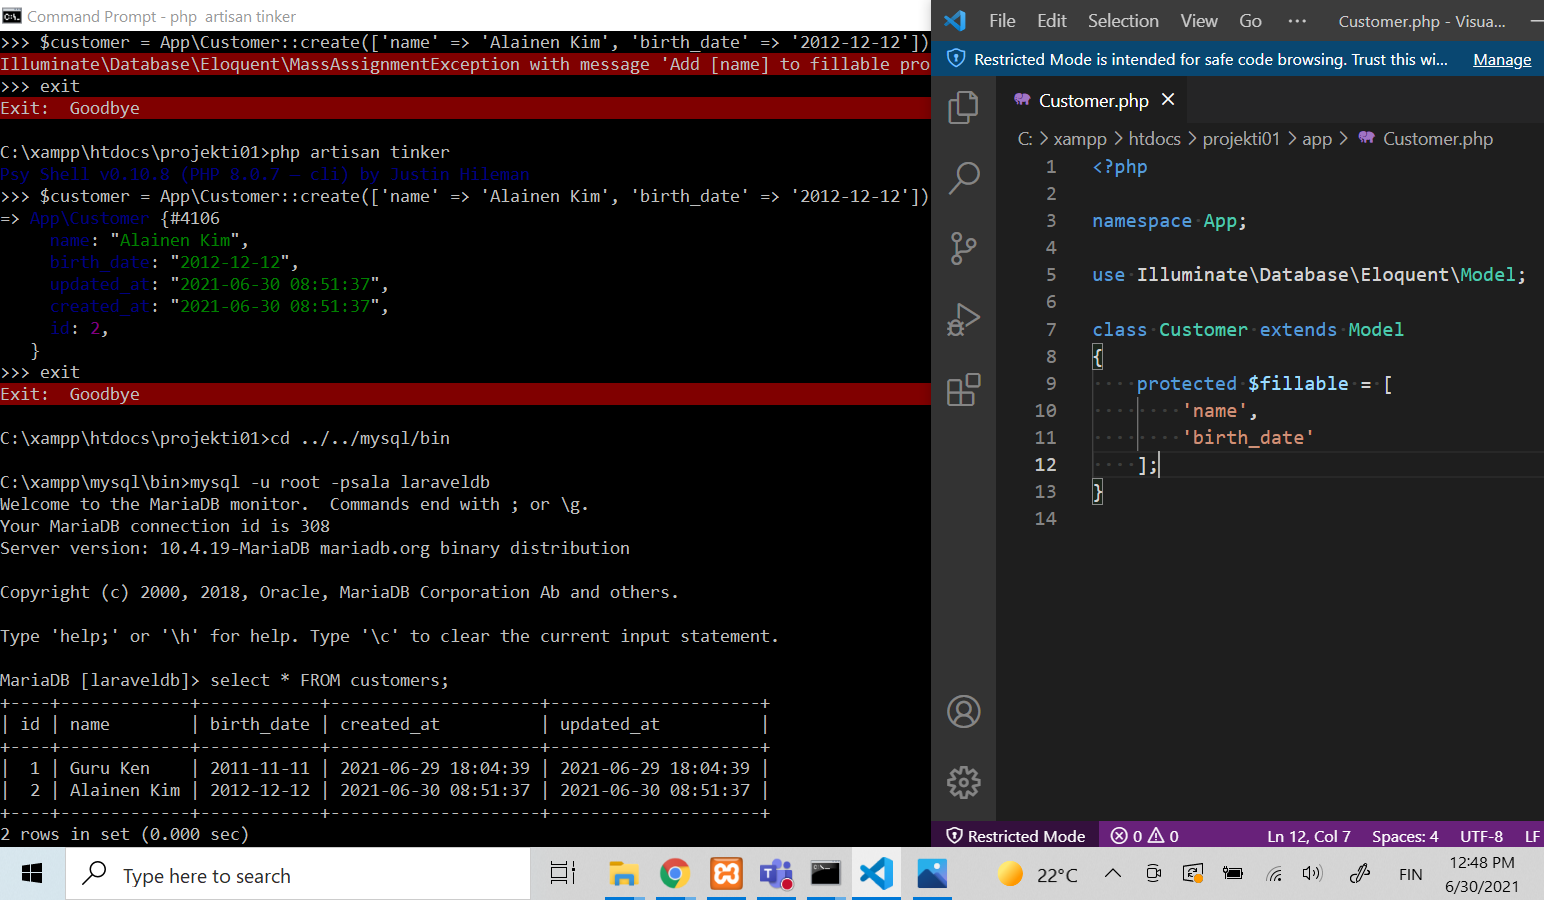 Command Prompt - php  artisan tinker
>>> $customer = App\Customer::create(['name' => 'Alainen Kim', 'birth_date' => '2012-12-12'])
Illuminate\Database\Eloquent\MassAssignmentException with message 'Add [name] to fillable pro
>>> exit
Exit:  Goodbye
C:\xampp\htdocs\projekti01>php artisan tinker
Psy Shell v0.10.8 (PHP 8.0.7 — cli) by Justin Hileman
>>> $customer = App\Customer::create(['name' => 'Alainen Kim', 'birth_date' => '2012-12-12'])
=> App\Customer {#4106
     name: "Alainen Kim",
     birth_date: "2012-12-12",
     updated_at: "2021-06-30 08:51:37",
     created_at: "2021-06-30 08:51:37",
     id: 2,
   }
>>> exit
Exit:  Goodbye
C:\xampp\htdocs\projekti01>cd ../../mysql/bin
C:\xampp\mysql\bin>mysql -u root -psala laraveldb
Welcome to the MariaDB monitor.  Commands end with ; or \g.
Your MariaDB connection id is 308
Server version: 10.4.19-MariaDB mariadb.org binary distribution
Copyright (c) 2000, 2018, Oracle, MariaDB Corporation Ab and others.
Type 'help;' or '\h' for help. Type '\c' to clear the current input statement.
MariaDB [laraveldb]> select * FROM customers;
+----+-------------+------------+---------------------+---------------------+
| id | name        | birth_date | created_at          | updated_at          |
+----+-------------+------------+---------------------+---------------------+
|  1 | Guru Ken    | 2011-11-11 | 2021-06-29 18:04:39 | 2021-06-29 18:04:39 |
|  2 | Alainen Kim | 2012-12-12 | 2021-06-30 08:51:37 | 2021-06-30 08:51:37 |
+----+-------------+------------+---------------------+---------------------+
2 rows in set (0.000 sec)
File Edit Selection View Go ··· Customer.php - Visua...
Restricted Mode is intended for safe code browsing. Trust this wi... Manage
Customer.php
C: > xampp > htdocs > projekti01 > app > Customer.php
1 <?php
2
3 namespace App;
4
5 use Illuminate\Database\Eloquent\Model;
6
7 class Customer extends Model
8 {
9     protected $fillable = [
10         'name',
11         'birth_date'
12     ];
13 }
14
Restricted Mode 0 0 Ln 12, Col 7 Spaces: 4 UTF-8 LF
Type here to search
22°C
FIN
12:48 PM
6/30/2021